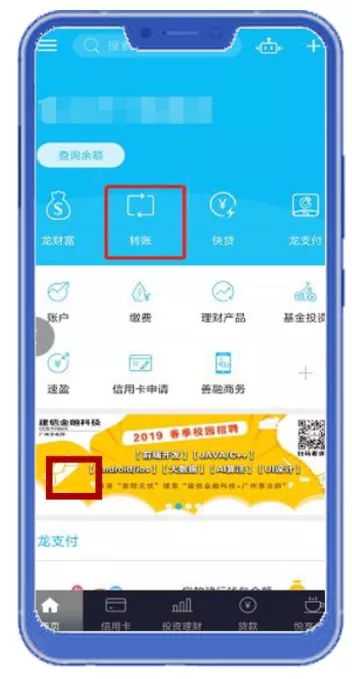 搜索
查询余额
龙财富 转账 快贷 龙支付
账户 缴费 理财产品 基金投资
速盈 信用卡申请 善融商务
建信金融科技
2019 春季校园招聘
【前端开发】【JAVA/C++】
【Android/ios】【大数据】【AI算法】【UI设计】
龙支付
首页 信用卡 投资理财 贷款 悦享